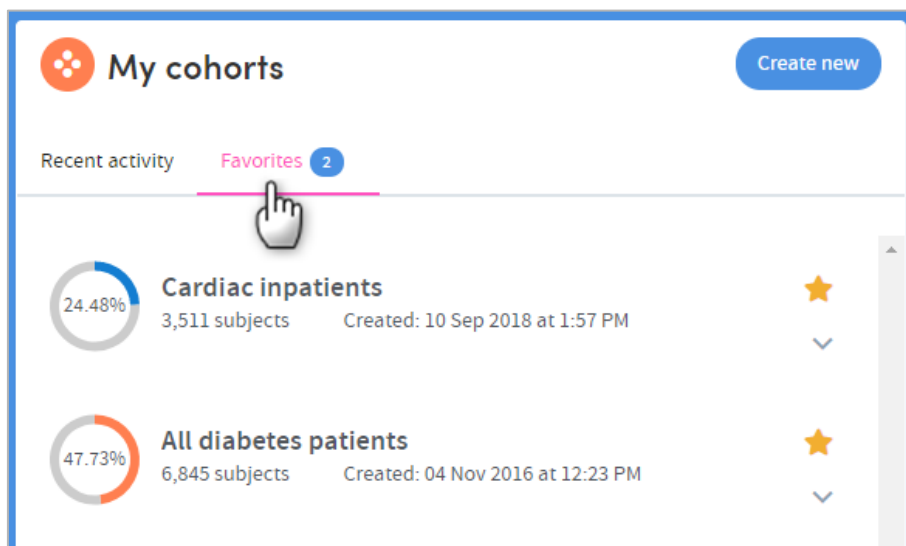 My cohorts
Create new
Recent activity Favorites 2
24.48%
Cardiac inpatients
3,511 subjects Created: 10 Sep 2018 at 1:57 PM
47.73%
All diabetes patients
6,845 subjects Created: 04 Nov 2016 at 12:23 PM